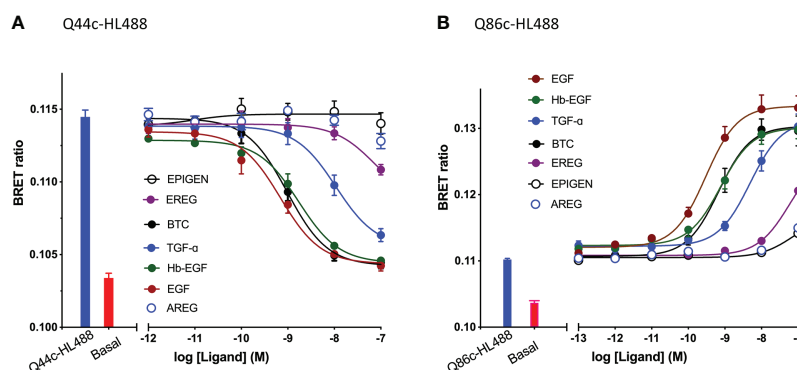 A Q44c-HL488
BRET ratio
0.115
0.110
0.105
0.100
EPIGEN
EREG
BTC
TGF-α
Hb-EGF
EGF
AREG
Q44c-HL488
Basal
-12 -11 -10 -9 -8 -7
log [Ligand] (M)
B Q86c-HL488
BRET ratio
0.13
0.12
0.11
0.10
EGF
Hb-EGF
TGF-α
BTC
EREG
EPIGEN
AREG
Q86c-HL488
Basal
-13 -12 -11 -10 -9 -8
log [Ligand] (M)